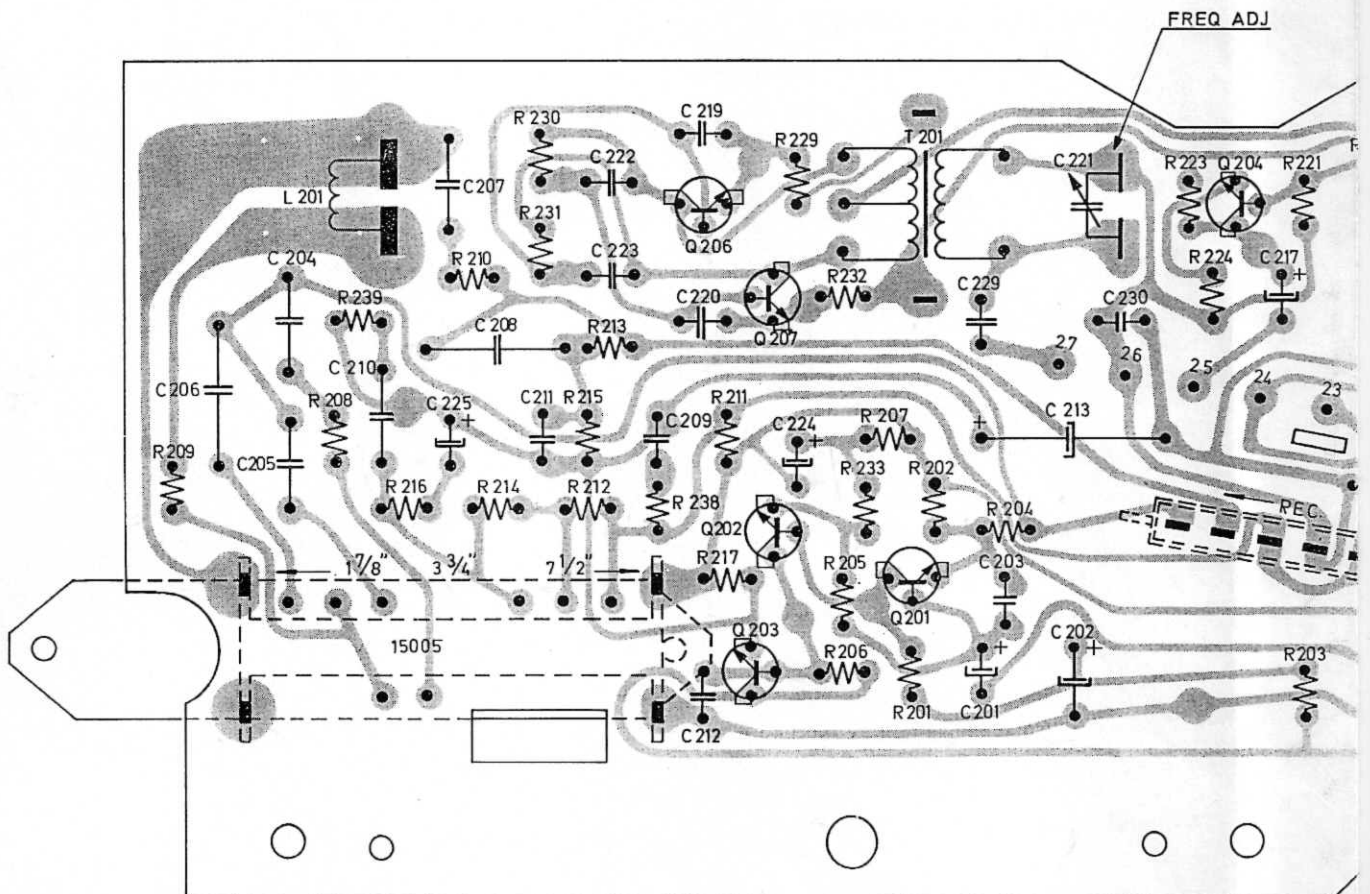 FREQ ADJ
R 230
C 219
R 229
T 201
C 222
C 221
R 223
Q 204
R 221
C 207
L 201
R 231
Q 206
C 204
R 210
C 223
R 232
C 229
R 224
C 217
+
R 239
C 220
C 230
C 208
R 213
Q 207
27
26
25
24
23
C 210
C 206
R 208
C 225
+
C 211
R 215
C 209
R 211
C 224
+
R 207
+
C 213
R 209
C 205
R 233
R 202
R 216
R 214
R 212
R 238
Q 202
R 204
REC
1 7/8"
3 3/4"
7 1/2"
R 217
R 205
C 203
Q 201
15005
Q 203
R 206
+
C 202
+
R 203
C 212
R 201
C 201